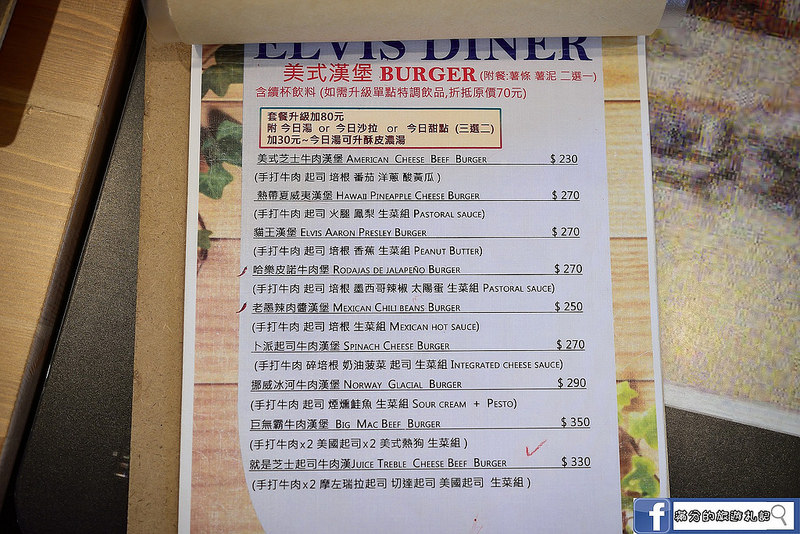 ELVIS DINER
美式漢堡 BURGER (附餐:薯條 薯泥 二選一)
含續杯飲料 (如需升級單點特調飲品,折抵原價70元)
套餐升級加80元
附 今日湯 or 今日沙拉 or 今日甜點 (三選二)
加30元~今日湯可升酥皮濃湯
美式芝士牛肉漢堡 AMERICAN CHEESE BEEF BURGER $ 230
(手打牛肉 起司 培根 番茄 洋蔥 酸黃瓜 )
熱帶夏威夷漢堡 HAWAII PINEAPPLE CHEESE BURGER $ 270
(手打牛肉 起司 火腿 鳳梨 生菜組 PASTORAL SAUCE)
貓王漢堡 ELVIS AARON PRESLEY BURGER $ 270
(手打牛肉 起司 培根 香蕉 生菜組 PEANUT BUTTER)
哈樂皮諾牛肉堡 RODAJAS DE JALAPEÑO BURGER $ 270
(手打牛肉 起司 培根 墨西哥辣椒 太陽蛋 生菜組 PASTORAL SAUCE)
老墨辣肉醬漢堡 MEXICAN CHILI BEANS BURGER $ 250
(手打牛肉 起司 培根 生菜組 MEXICAN HOT SAUCE)
卜派起司牛肉漢堡 SPINACH CHEESE BURGER $ 270
(手打牛肉 碎培根 奶油菠菜 起司 生菜組 INTEGRATED CHEESE SAUCE)
挪威冰河牛肉漢堡 NORWAY GLACIAL BURGER $ 290
(手打牛肉 起司 煙燻鮭魚 生菜組 SOUR CREAM + PESTO)
巨無霸牛肉漢堡 BIG MAC BEEF BURGER $ 350
(手打牛肉x2 美國起司x2 美式熱狗 生菜組 )
就是芝士起司牛肉漢JUICE TREBLE CHEESE BEEF BURGER $ 330
(手打牛肉x2 摩左瑞拉起司 切達起司 美國起司 生菜組 )
f 滿分的旅遊札記